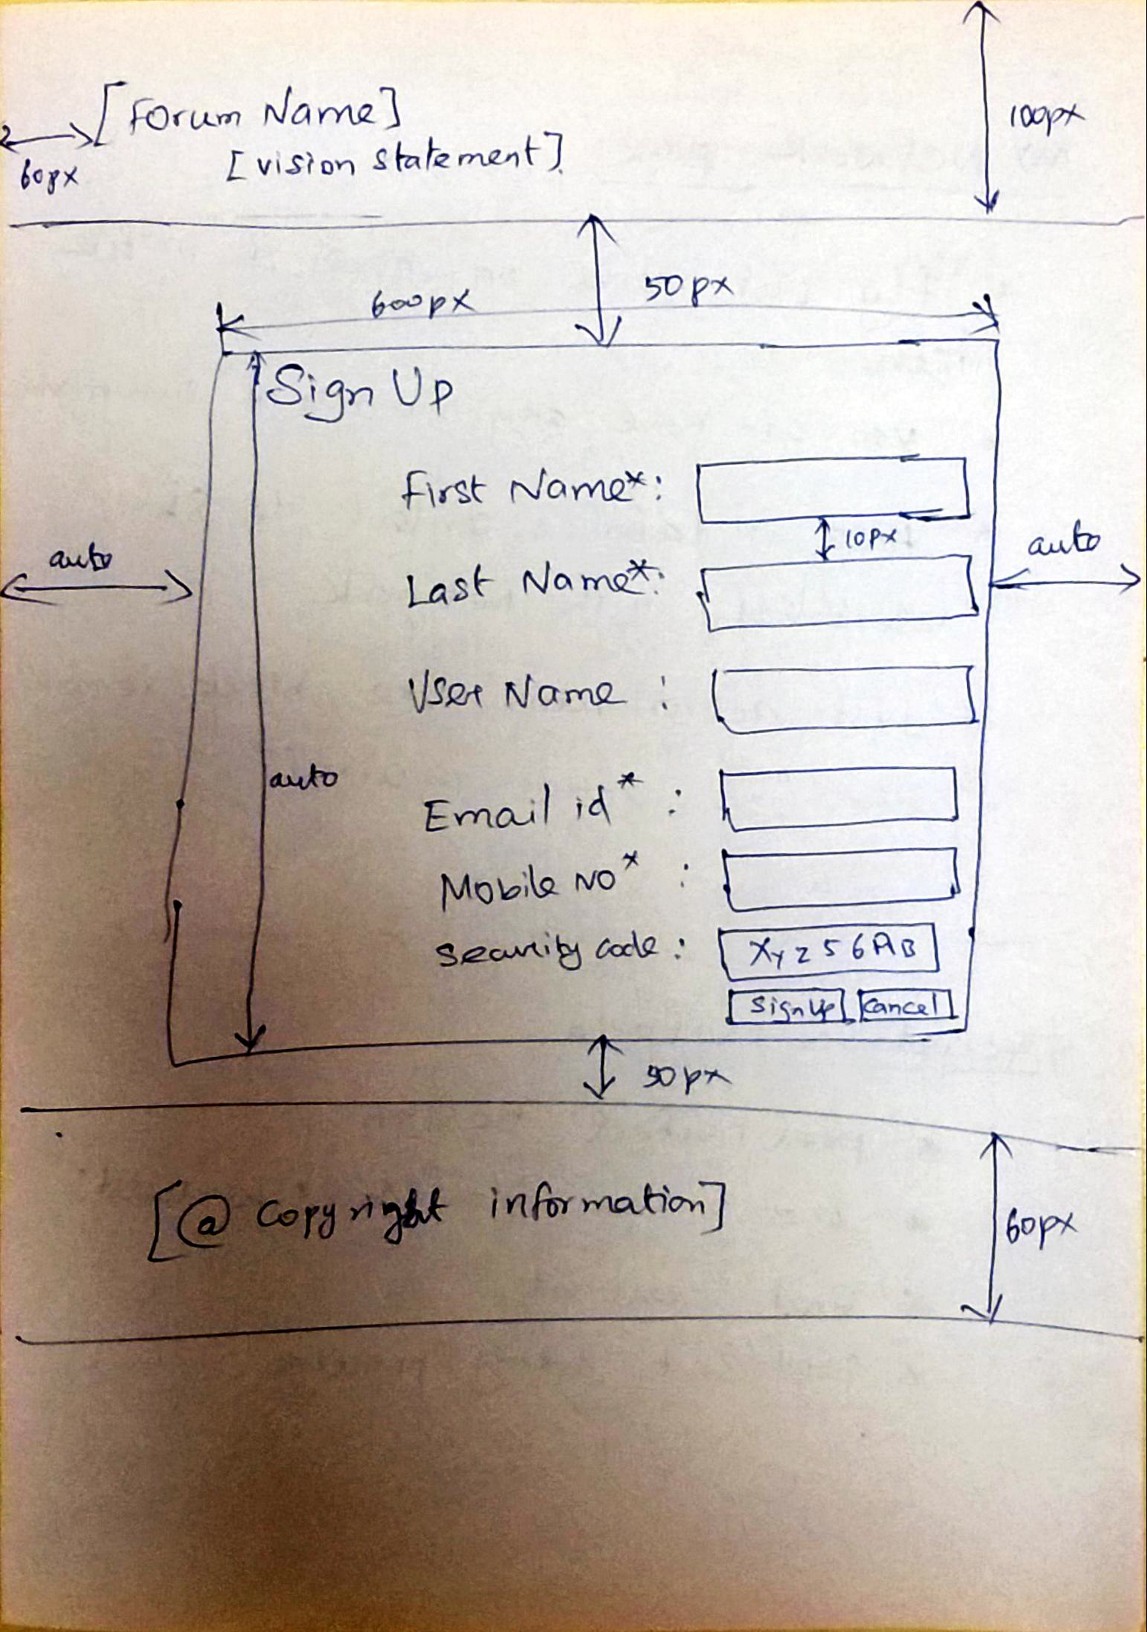 [Forum Name]
[vision statement]
60px
100px
600px
50px
Sign Up
First Name*:
10px
Last Name*:
User Name :
Email id* :
Mobile No* :
Security code : XYZ56AB
SignUp Cancel
auto
auto
auto
50px
[@ copyright information]
60px